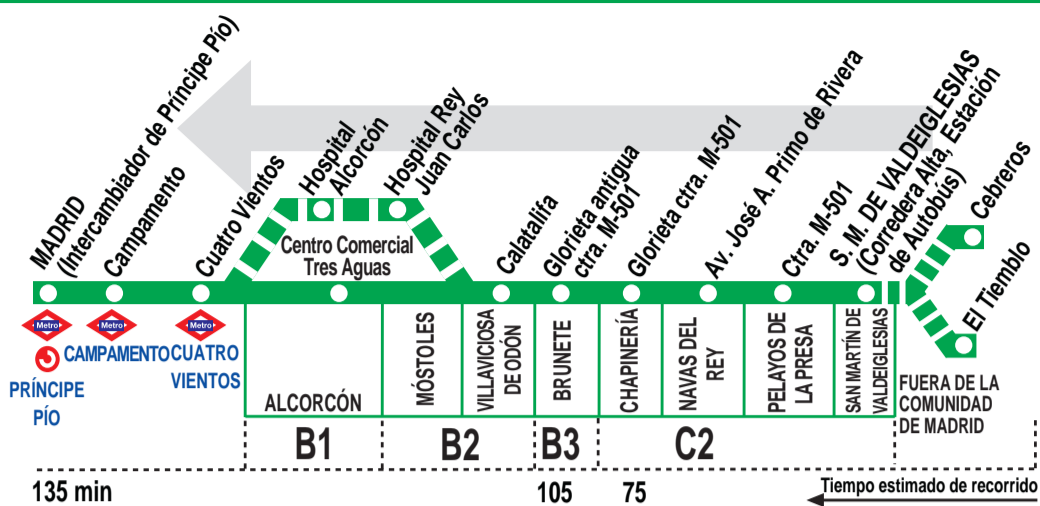 MADRID
(Intercambiador de Príncipe Pío)
Campamento
Cuatro Vientos
Hospital
Alcorcón
Hospital Rey
Juan Carlos
Centro Comercial
Tres Aguas
Calatalifa
Glorieta antigua
ctra. M-501
Glorieta ctra. M-501
Av. José A. Primo de Rivera
Ctra. M-501
S. M. DE VALDEIGLESIAS
(Corredera Alta, Estación
de Autobús)
Cebreros
El Tiemblo
Metro
Metro
Metro
PRÍNCIPE
PÍO
CAMPAMENTO
CUATRO
VIENTOS
ALCORCÓN
MÓSTOLES
VILLAVICIOSA
DE ODÓN
BRUNETE
CHAPINERÍA
NAVAS DEL
REY
PELAYOS DE
LA PRESA
SAN MARTÍN DE
VALDEIGLESIAS
FUERA DE LA
COMUNIDAD
DE MADRID
B1
B2
B3
C2
135 min
105
75
Tiempo estimado de recorrido